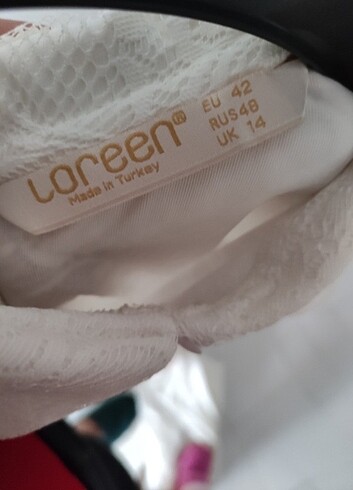 Loreen®
Made in Turkey
EU 42
RUS48
UK 14